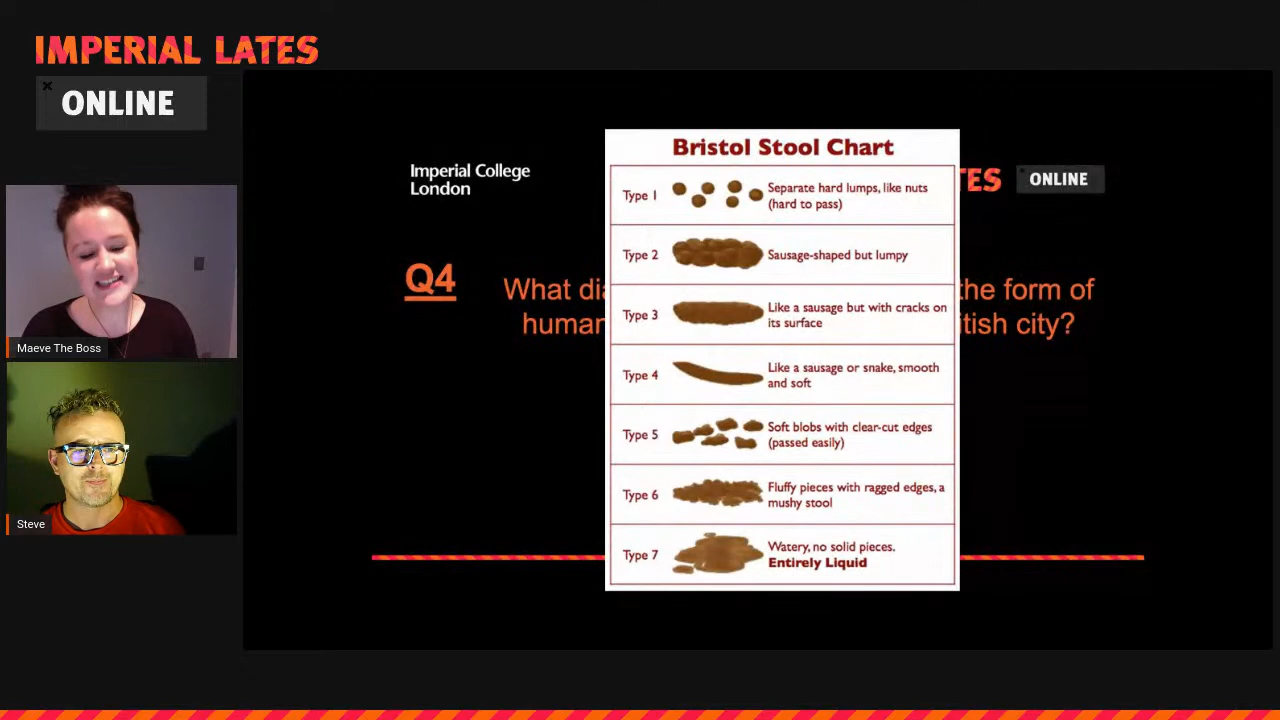 IMPERIAL LATES
ONLINE
Imperial College
London
TES
ONLINE
Q4
What dia
the form of
human
itish city?
Bristol Stool Chart
Type 1
Separate hard lumps, like nuts
(hard to pass)
Type 2
Sausage-shaped but lumpy
Type 3
Like a sausage but with cracks on
its surface
Type 4
Like a sausage or snake, smooth
and soft
Type 5
Soft blobs with clear-cut edges
(passed easily)
Type 6
Fluffy pieces with ragged edges, a
mushy stool
Type 7
Watery, no solid pieces.
Entirely Liquid
Maeve The Boss
Steve